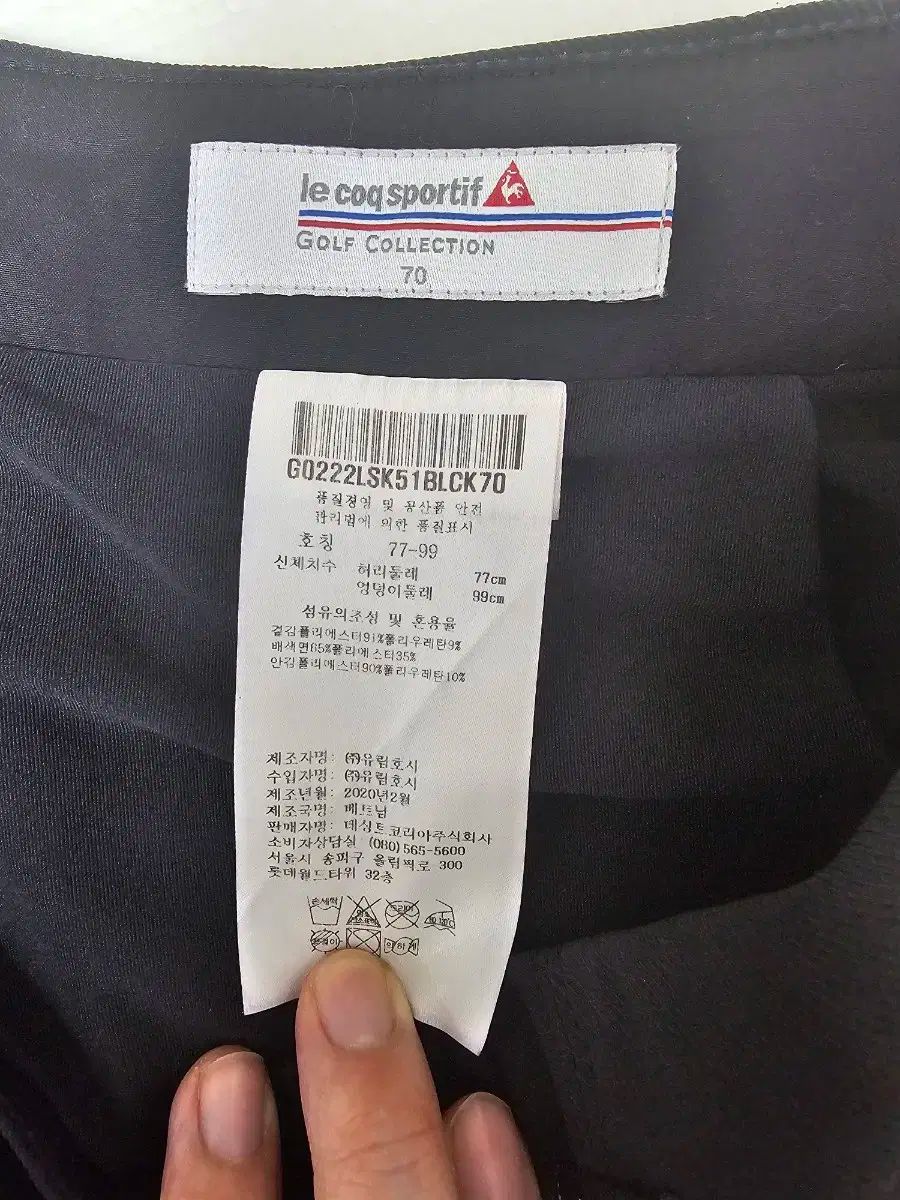 le coq sportif
GOLF COLLECTION
70
G0222LSK51BLCK70
품질경영 및 공산품 안전
관리법에 의한 품질표시
호칭 77-99
신체치수 허리둘레 77cm
엉덩이둘레 99cm
섬유의조성 및 혼용율
겉감폴리에스터91%폴리우레탄9%
배색면65%폴리에스터35%
안감폴리에스터90%폴리우레탄10%
제조자명: (주)유림호시
수입자명: (주)유림호시
제조년월: 2020년2월
제조국명: 베트남
판매자명: 데상트코리아주식회사
소비자상담실 (080)565-5600
서울시 송파구 올림픽로 300
롯데월드타워 32층
손세탁
약하게